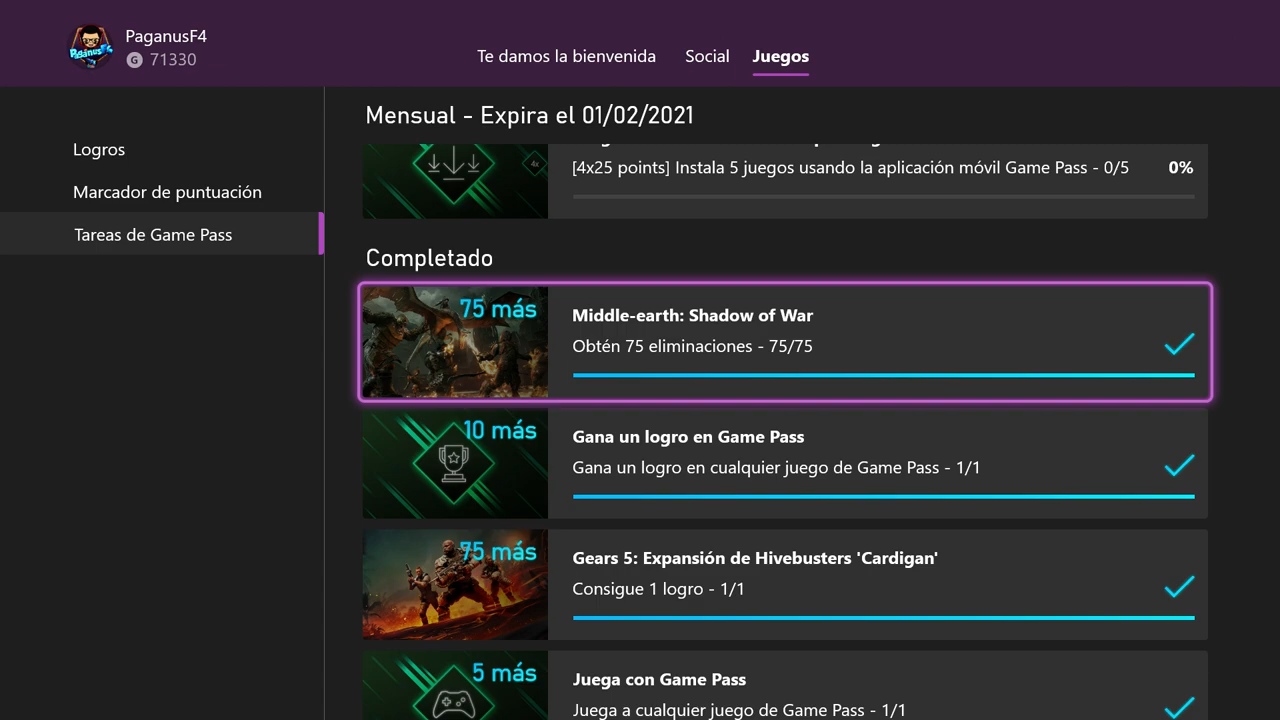 PaganusF4
G 71330
PaganusF4
Te damos la bienvenida
Social
Juegos
Logros
Marcador de puntuación
Tareas de Game Pass
Mensual - Expira el 01/02/2021
4x
[4x25 points] Instala 5 juegos usando la aplicación móvil Game Pass - 0/5
0%
Completado
75 más
Middle-earth: Shadow of War
Obtén 75 eliminaciones - 75/75
10 más
Gana un logro en Game Pass
Gana un logro en cualquier juego de Game Pass - 1/1
75 más
Gears 5: Expansión de Hivebusters 'Cardigan'
Consigue 1 logro - 1/1
5 más
Juega con Game Pass
Juega a cualquier juego de Game Pass - 1/1